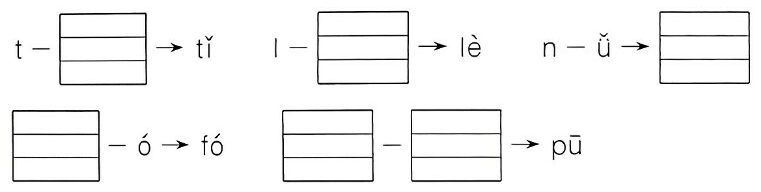 t — → tǐ l — → lè n — ǚ →
— ó → fó — → pū